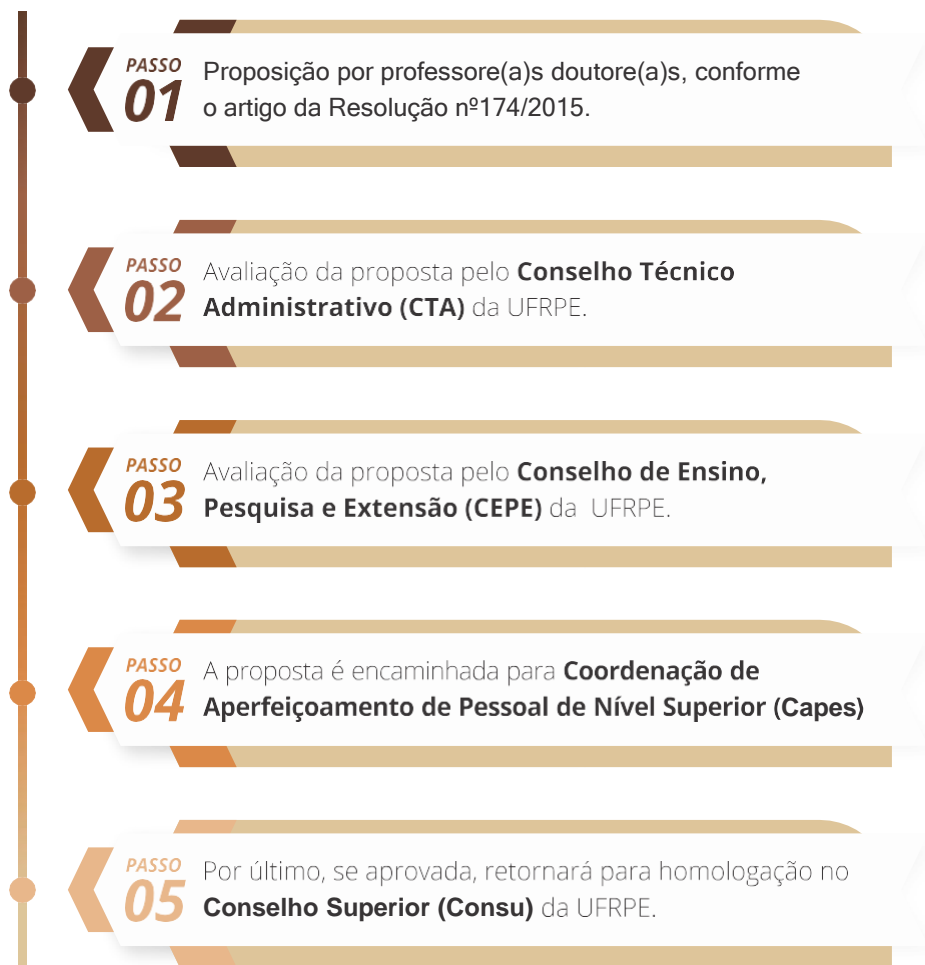 PASSO
01
Proposição por professore(a)s doutore(a)s, conforme
o artigo da Resolução nº174/2015.
PASSO
02
Avaliação da proposta pelo Conselho Técnico
Administrativo (CTA) da UFRPE.
PASSO
03
Avaliação da proposta pelo Conselho de Ensino,
Pesquisa e Extensão (CEPE) da UFRPE.
PASSO
04
A proposta é encaminhada para Coordenação de
Aperfeiçoamento de Pessoal de Nível Superior (Capes)
PASSO
05
Por último, se aprovada, retornará para homologação no
Conselho Superior (Consu) da UFRPE.